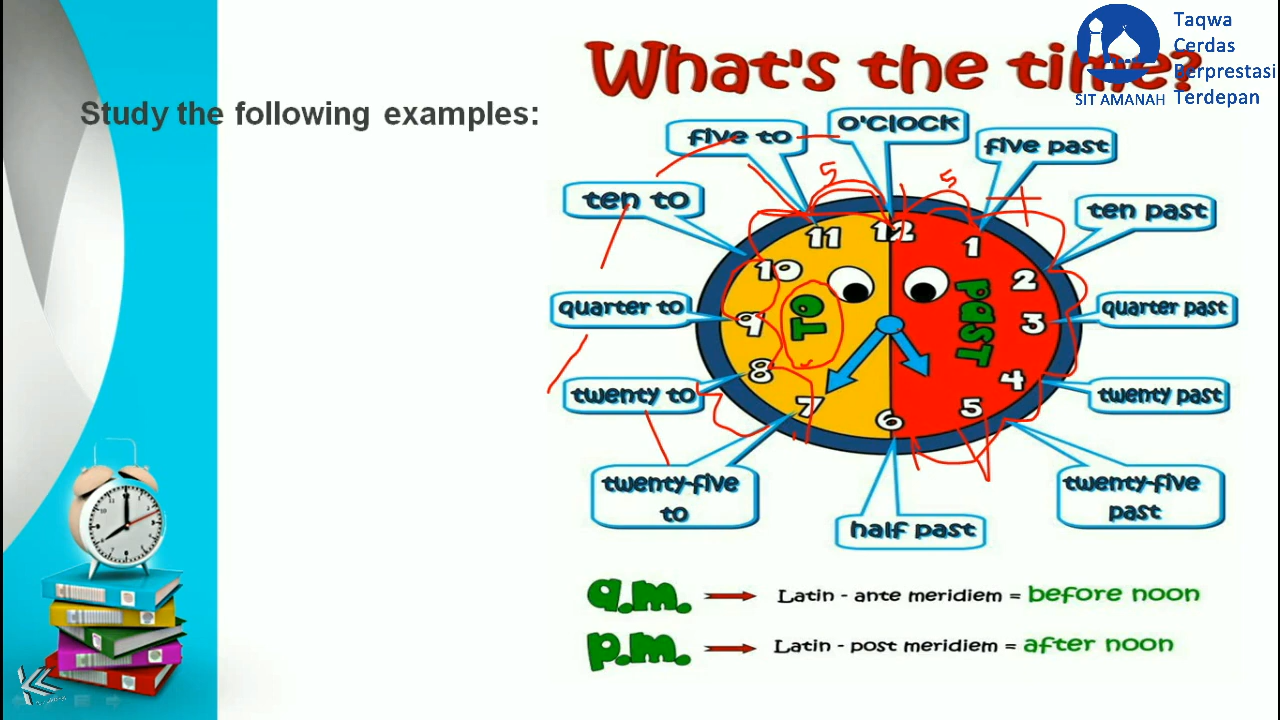 Taqwa
Cerdas
Berprestasi
Terdepan
SIT AMANAH
What's the time?
Study the following examples:
five to
o'clock
five past
ten to
ten past
quarter to
quarter past
twenty to
twenty past
twenty-five
to
twenty-five
past
half past
5
5
11
12
1
10
2
9
3
8
4
7
6
5
TO
PAST
a.m.
Latin - ante meridiem = before noon
p.m.
Latin - post meridiem = after noon